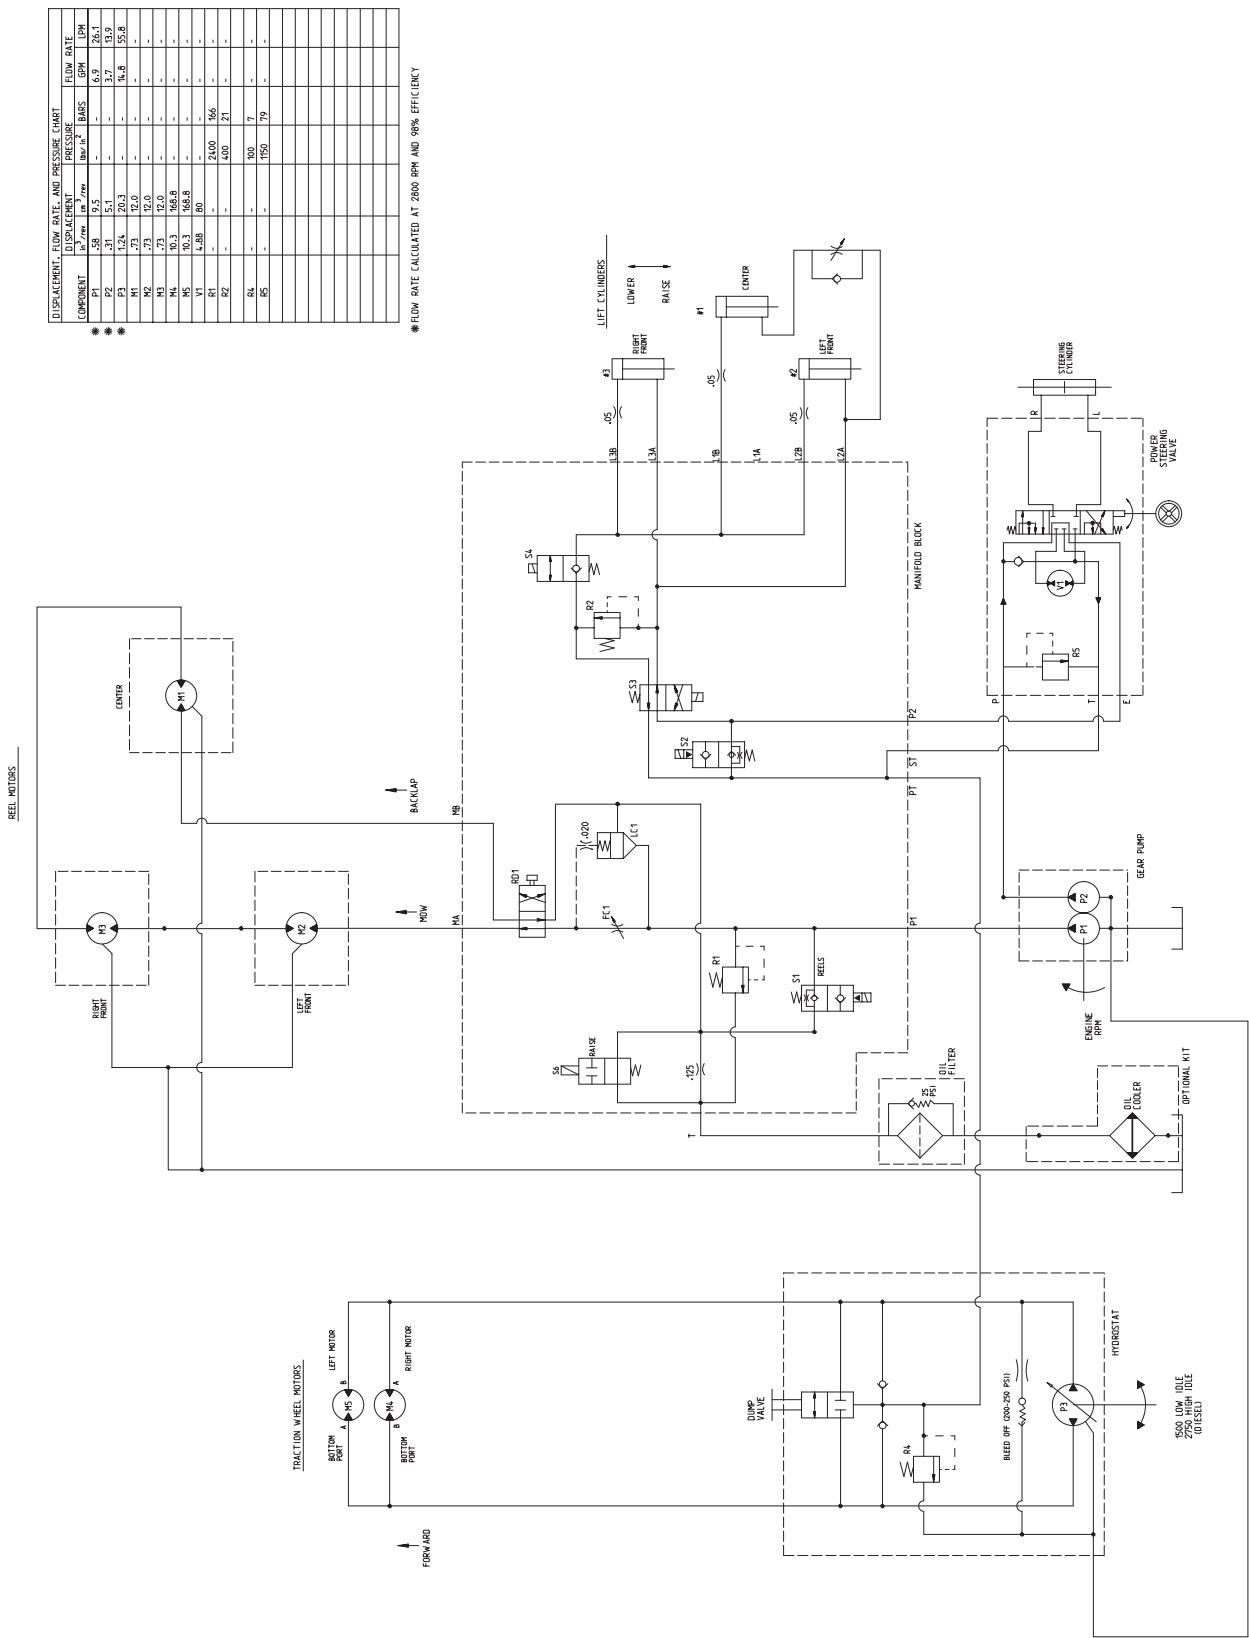 DISPLACEMENT, FLOW RATE, AND PRESSURE CHART
COMPONENT DISPLACEMENT PRESSURE FLOW RATE
in³/rev cm³/rev lbs/in² BARS GPM LPM
✱ P1 .58 9.5 - - 6.9 26.1
✱ P2 .31 5.1 - - 3.7 13.9
✱ P3 1.24 20.3 - - 14.8 55.8
M1 .73 12.0 - - - -
M2 .73 12.0 - - - -
M3 .73 12.0 - - - -
M4 10.3 168.8 - - - -
M5 10.3 168.8 - - - -
V1 4.88 80 - - - -
R1 - - 2400 166 - -
R2 - - 400 21 - -
R4 - - 100 7 - -
R5 - - 1150 79 - -
✱ FLOW RATE CALCULATED AT 2800 RPM AND 98% EFFICIENCY
REEL MOTORS
RIGHT
FRONT
M3
LEFT
FRONT
M2
CENTER
M1
MOW
BACKLAP
MA
MB
LIFT CYLINDERS
LOWER
RAISE
#3
RIGHT
FRONT
#1
CENTER
#2
LEFT
FRONT
.05
.05
.05
L3B
L3A
L1B
L1A
L2B
L2A
S4
R2
S3
S2
RD1
.020
LC1
FC1
R1
S1
REELS
S6
RAISE
.125
MANIFOLD BLOCK
P2
ST
PT
P1
T
OIL
FILTER
25
PSI
OIL
COOLER
OPTIONAL KIT
GEAR PUMP
P2
P1
ENGINE
RPM
STEERING
CYLINDER
R
L
POWER
STEERING
VALVE
V1
R5
P
T
E
TRACTION WHEEL MOTORS
BOTTOM
PORT
A
M5
B
LEFT MOTOR
BOTTOM
PORT
B
M4
A
RIGHT MOTOR
FORWARD
DUMP
VALVE
R4
BLEED OFF (200-250 PSI)
P3
HYDROSTAT
1500 LOW IDLE
2750 HIGH IDLE
(DIESEL)